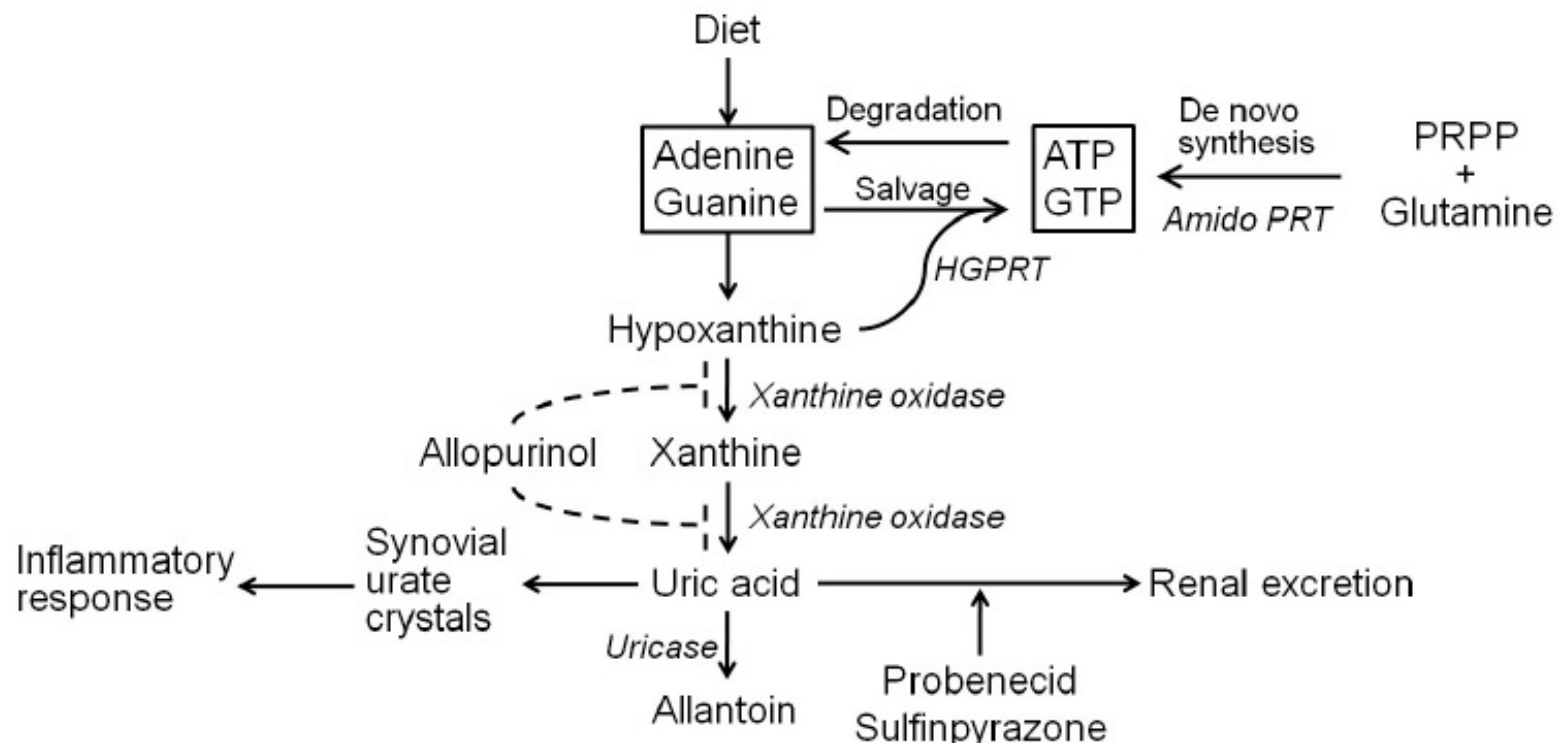 Diet
Degradation
De novo
synthesis
Adenine
Guanine
ATP
GTP
PRPP
+
Glutamine
Salvage
Amido PRT
HGPRT
Hypoxanthine
Xanthine oxidase
Allopurinol
Xanthine
Xanthine oxidase
Inflammatory
response
Synovial
urate
crystals
Uric acid
Renal excretion
Uricase
Allantoin
Probenecid
Sulfinpyrazone